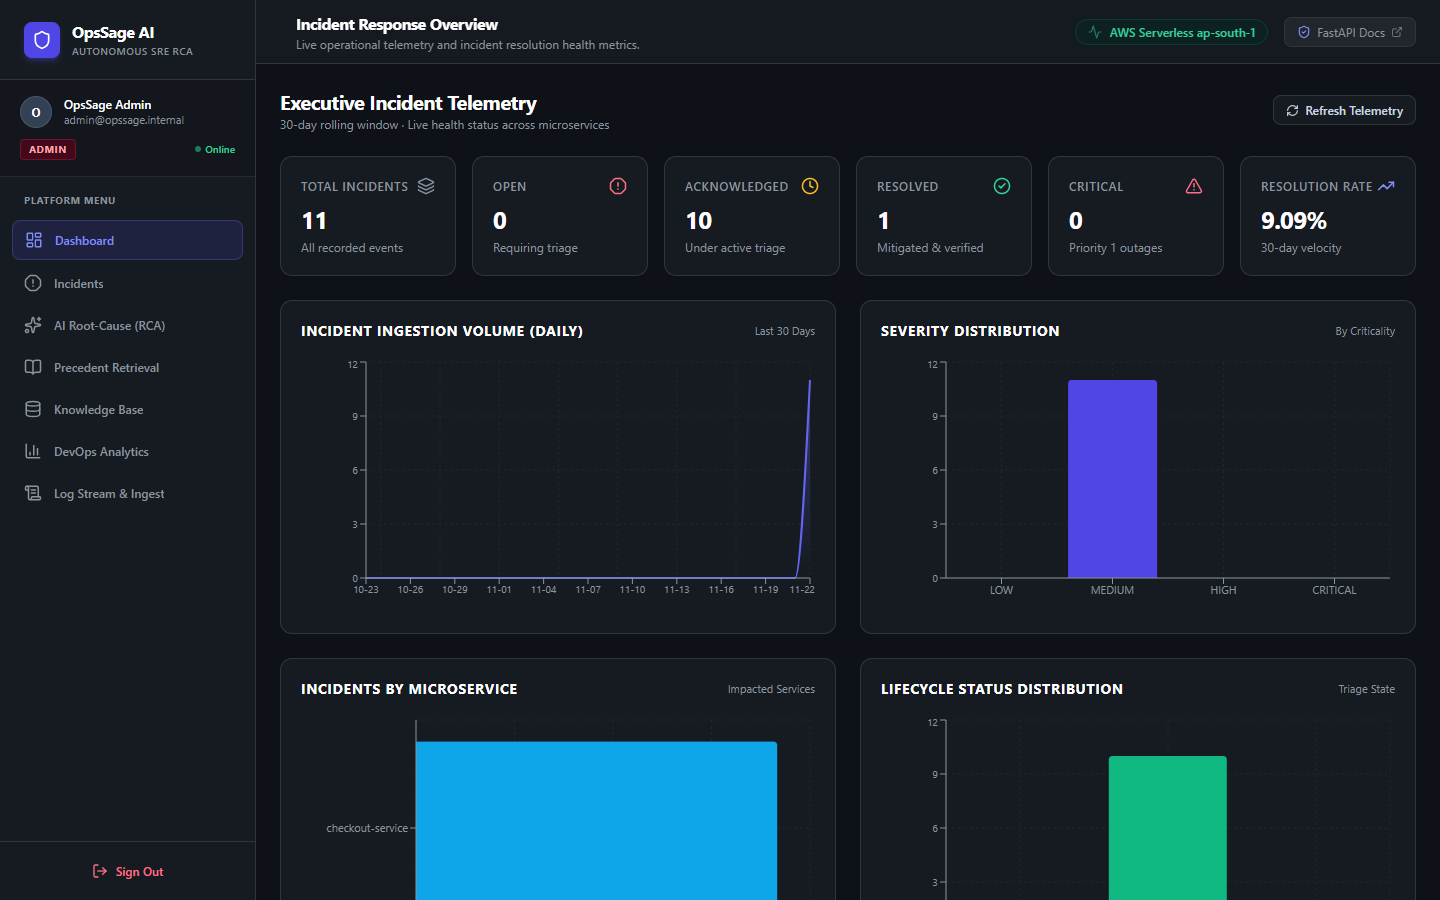 OpsSage AI
AUTONOMOUS SRE RCA
O
OpsSage Admin
admin@opssage.internal
ADMIN
Online
PLATFORM MENU
Dashboard
Incidents
AI Root-Cause (RCA)
Precedent Retrieval
Knowledge Base
DevOps Analytics
Log Stream & Ingest
Sign Out
Incident Response Overview
Live operational telemetry and incident resolution health metrics.
AWS Serverless ap-south-1
FastAPI Docs
Executive Incident Telemetry
30-day rolling window · Live health status across microservices
Refresh Telemetry
TOTAL INCIDENTS
11
All recorded events
OPEN
0
Requiring triage
ACKNOWLEDGED
10
Under active triage
RESOLVED
1
Mitigated & verified
CRITICAL
0
Priority 1 outages
RESOLUTION RATE
9.09%
30-day velocity
INCIDENT INGESTION VOLUME (DAILY)
Last 30 Days
12
9
6
3
0
10-23 10-26 10-29 11-01 11-04 11-07 11-10 11-13 11-16 11-19 11-22
SEVERITY DISTRIBUTION
By Criticality
12
9
6
3
0
LOW MEDIUM HIGH CRITICAL
INCIDENTS BY MICROSERVICE
Impacted Services
checkout-service
LIFECYCLE STATUS DISTRIBUTION
Triage State
12
9
6
3